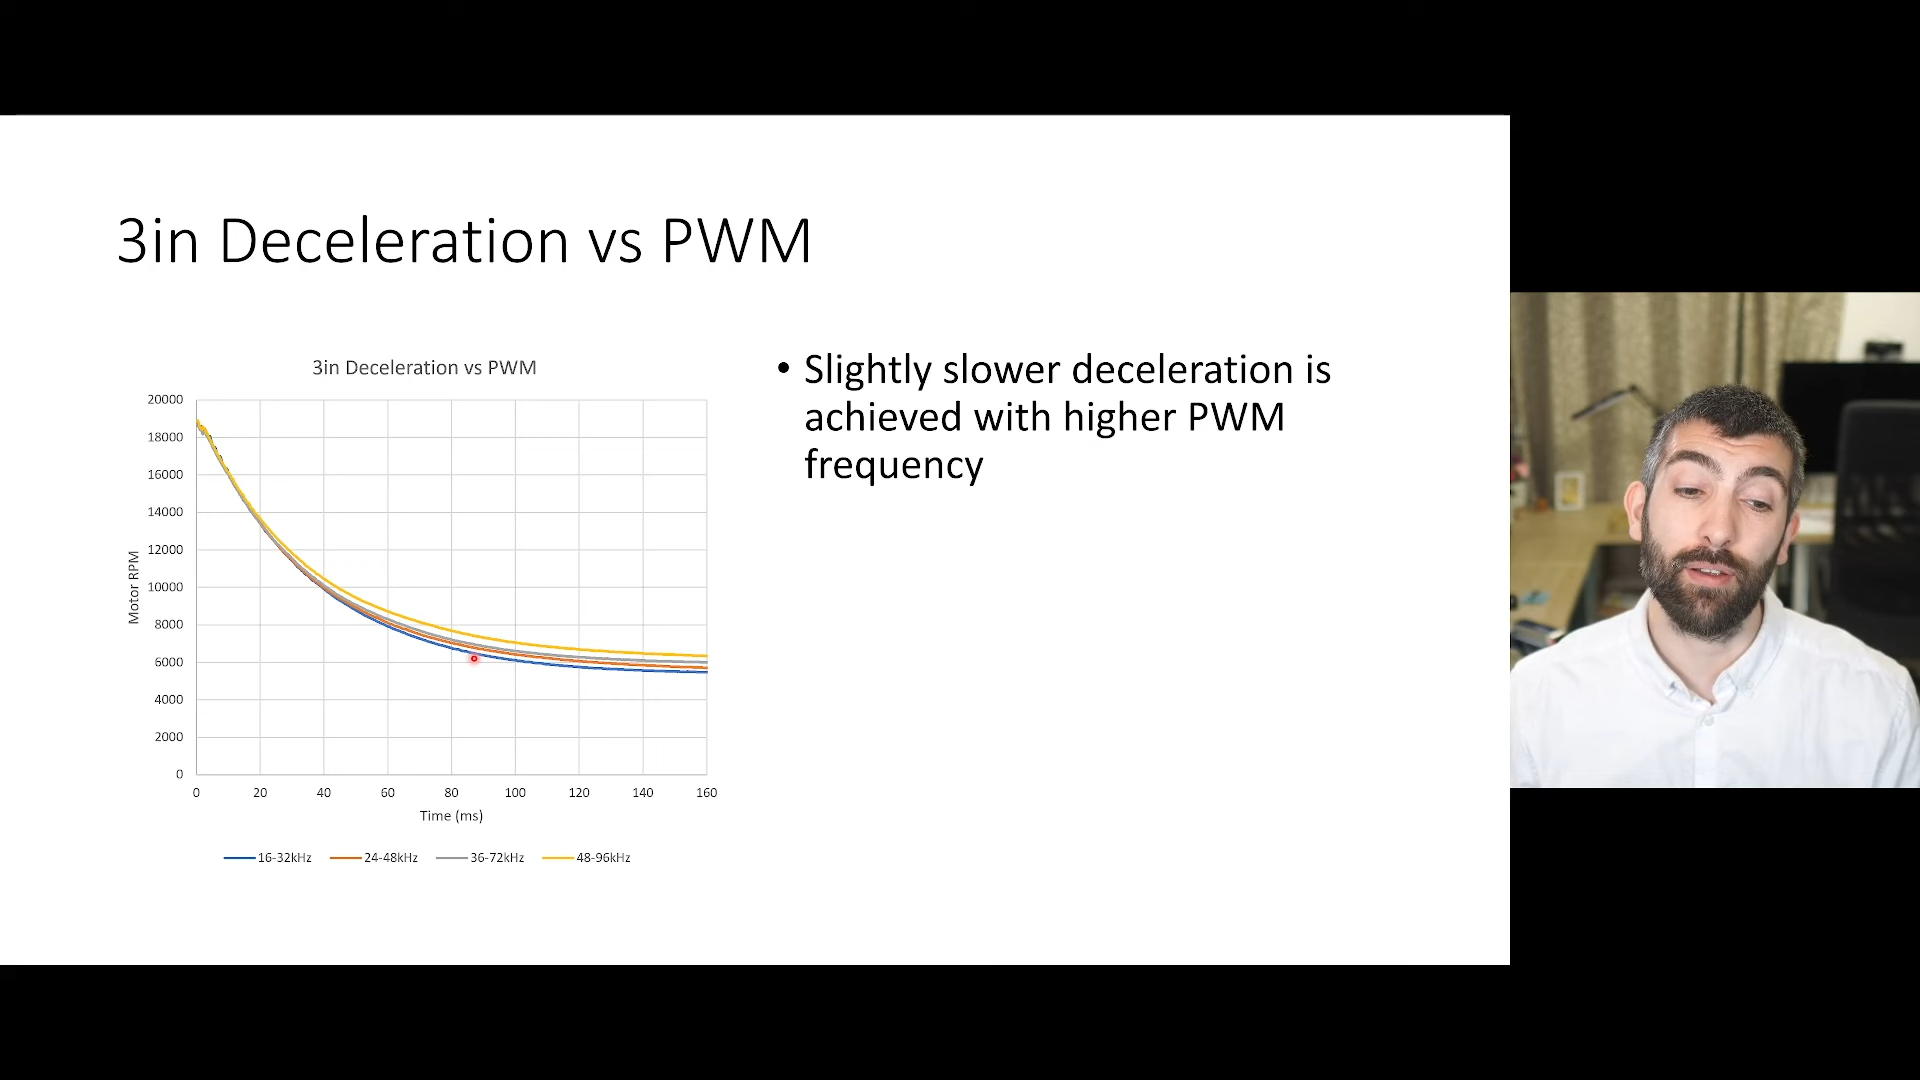 3in Deceleration vs PWM
3in Deceleration vs PWM
20000
18000
16000
14000
12000
10000
8000
6000
4000
2000
0
Motor RPM
0 20 40 60 80 100 120 140 160
Time (ms)
16-32kHz 24-48kHz 36-72kHz 48-96kHz
• Slightly slower deceleration is
achieved with higher PWM
frequency